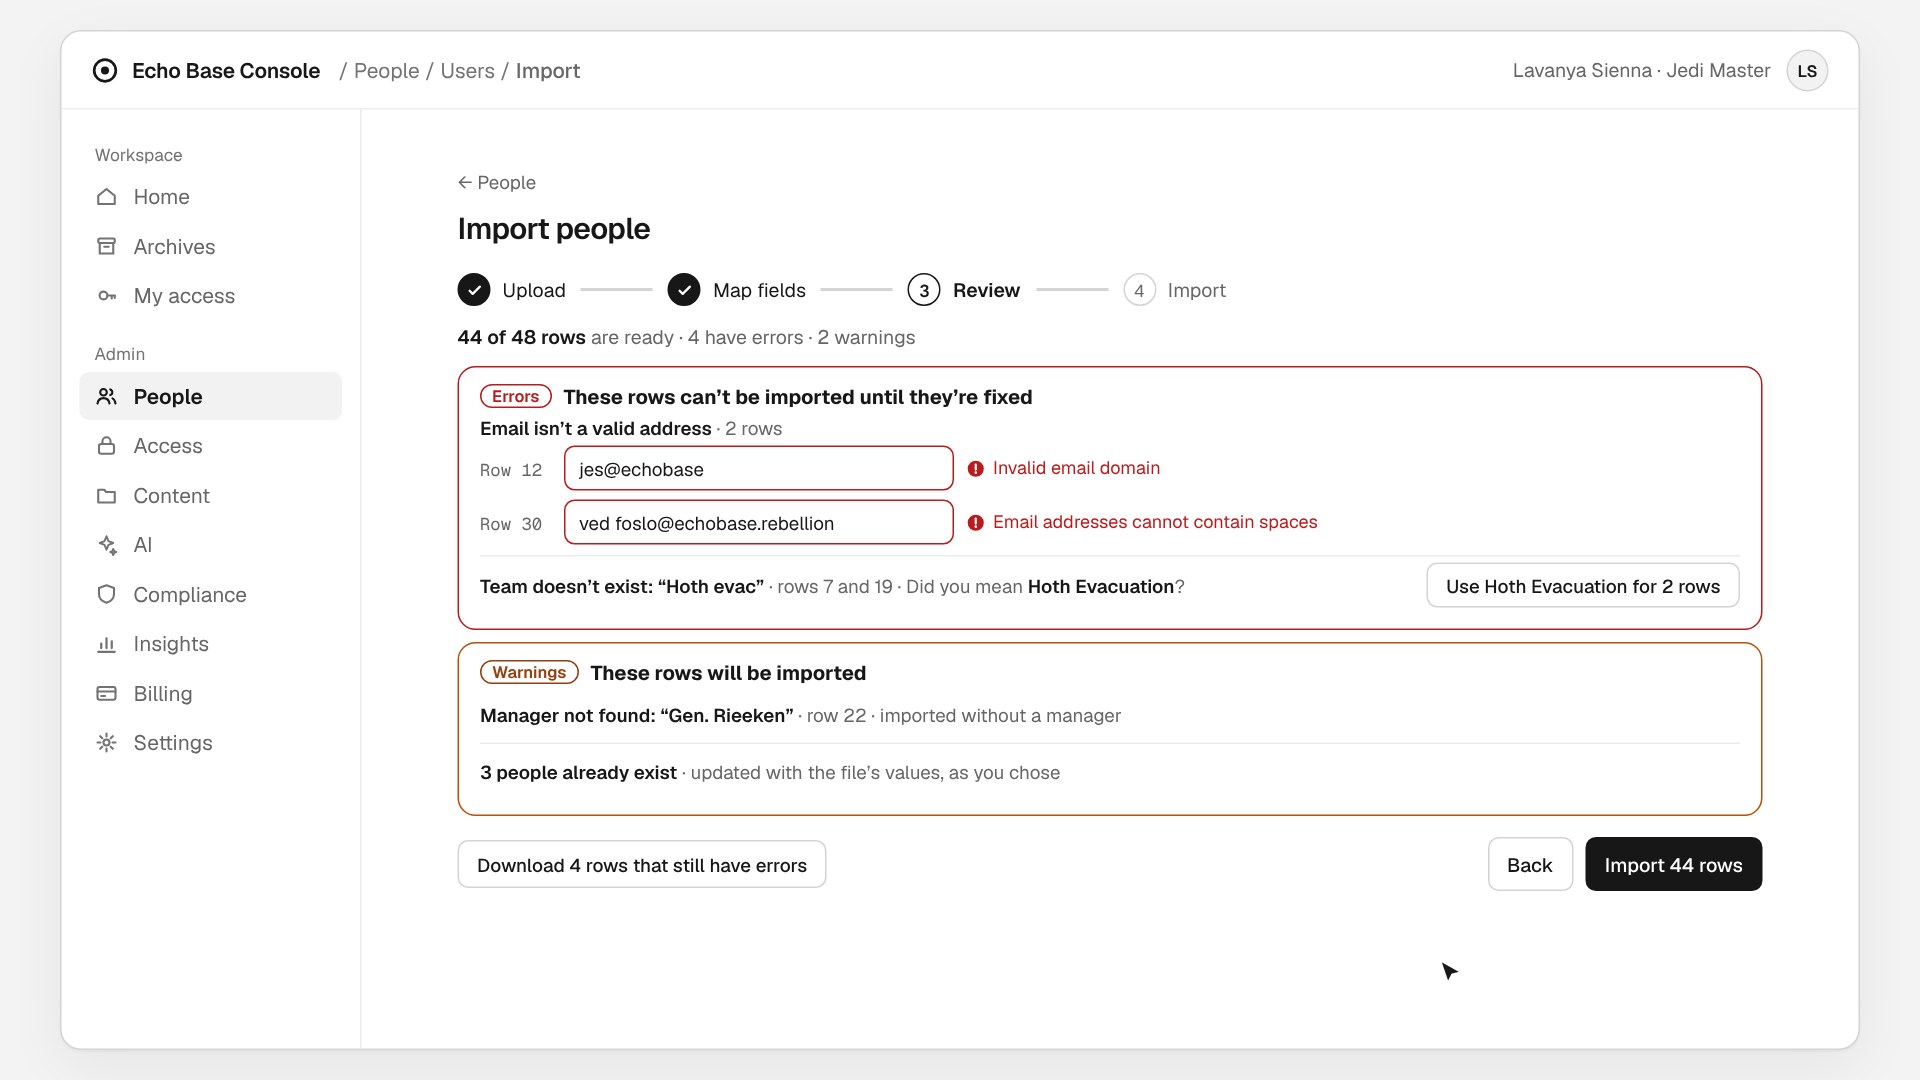 Echo Base Console / People / Users / Import
Lavanya Sienna · Jedi Master LS
Workspace
Home
Archives
My access
Admin
People
Access
Content
AI
Compliance
Insights
Billing
Settings
← People
Import people
Upload
Map fields
3 Review
4 Import
44 of 48 rows are ready · 4 have errors · 2 warnings
Errors These rows can’t be imported until they’re fixed
Email isn’t a valid address · 2 rows
Row 12 jes@echobase Invalid email domain
Row 30 ved foslo@echobase.rebellion Email addresses cannot contain spaces
Team doesn’t exist: “Hoth evac” · rows 7 and 19 · Did you mean Hoth Evacuation? Use Hoth Evacuation for 2 rows
Warnings These rows will be imported
Manager not found: “Gen. Rieeken” · row 22 · imported without a manager
3 people already exist · updated with the file’s values, as you chose
Download 4 rows that still have errors
Back
Import 44 rows